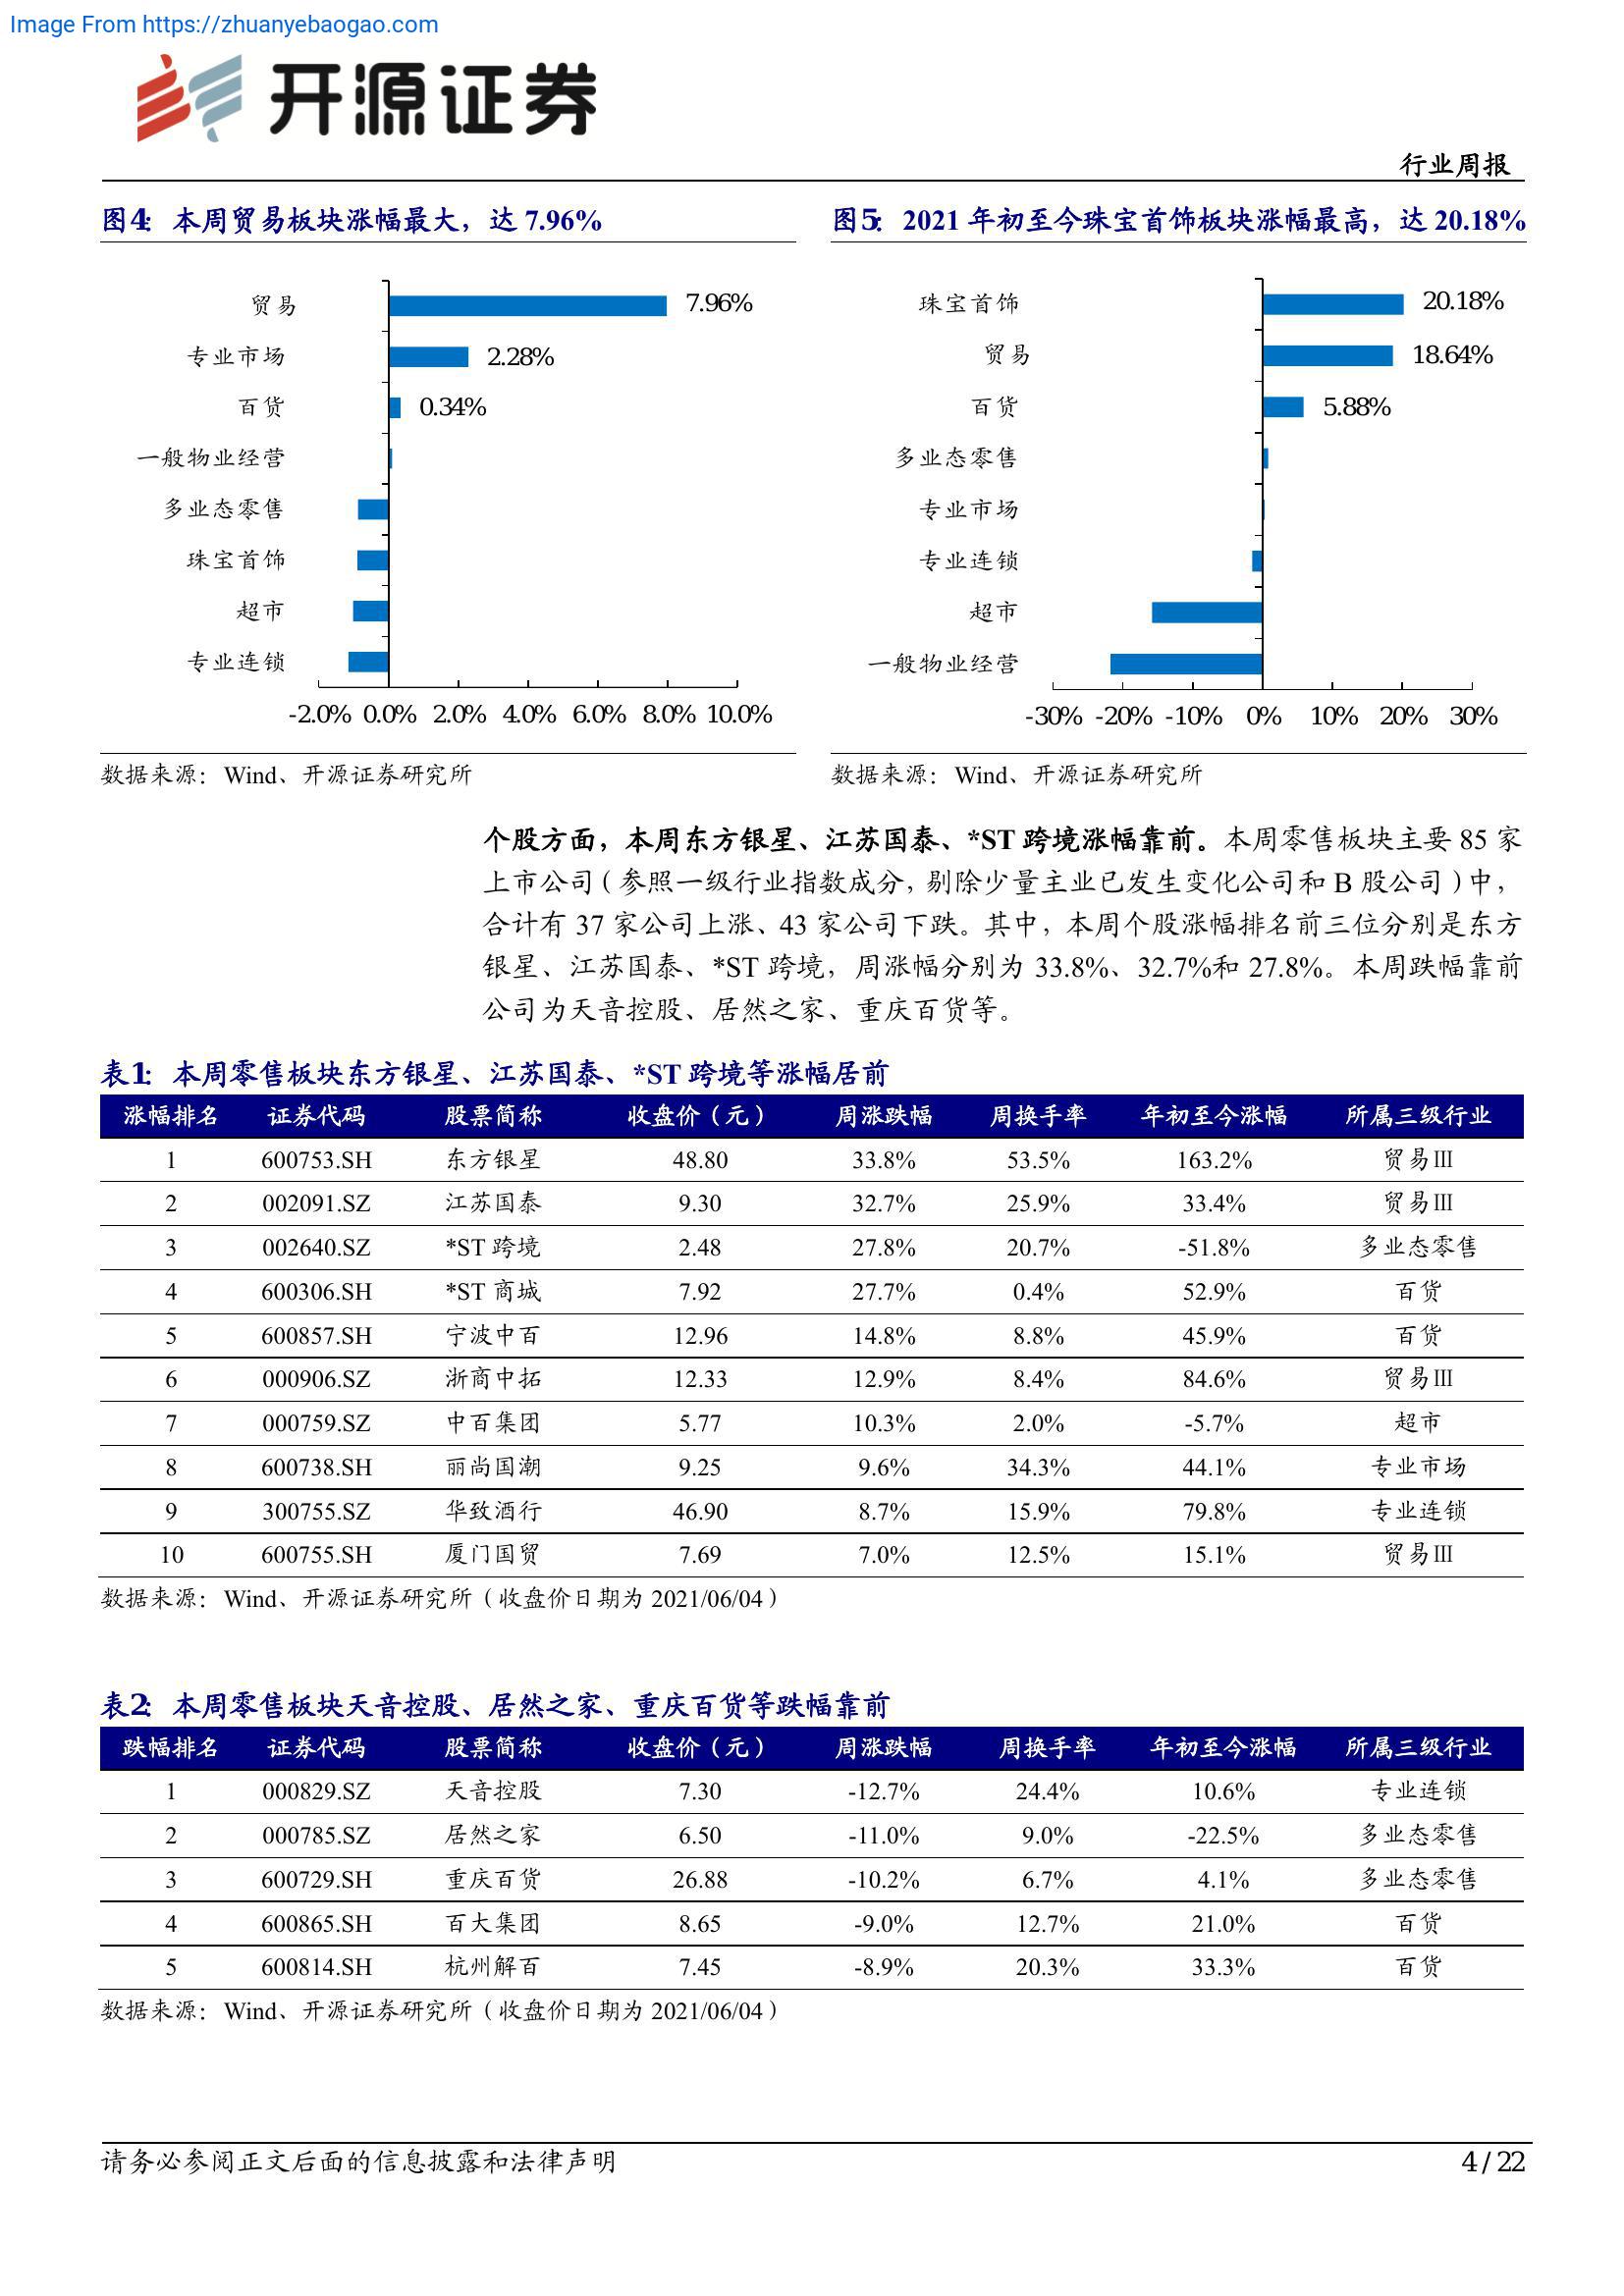 Image From https://zhuanyebaogao.com
开源证券
行业周报
图4： 本周贸易板块涨幅最大，达 7.96%
贸易 7.96%
专业市场 2.28%
百货 0.34%
一般物业经营
多业态零售
珠宝首饰
超市
专业连锁
-2.0% 0.0% 2.0% 4.0% 6.0% 8.0% 10.0%
数据来源：Wind、开源证券研究所
图5： 2021 年初至今珠宝首饰板块涨幅最高，达 20.18%
珠宝首饰 20.18%
贸易 18.64%
百货 5.88%
多业态零售
专业市场
专业连锁
超市
一般物业经营
-30% -20% -10% 0% 10% 20% 30%
数据来源：Wind、开源证券研究所
个股方面，本周东方银星、江苏国泰、*ST 跨境涨幅靠前。本周零售板块主要 85 家
上市公司（参照一级行业指数成分，剔除少量主业已发生变化公司和 B 股公司）中，
合计有 37 家公司上涨、43 家公司下跌。其中，本周个股涨幅排名前三位分别是东方
银星、江苏国泰、*ST 跨境，周涨幅分别为 33.8%、32.7%和 27.8%。本周跌幅靠前
公司为天音控股、居然之家、重庆百货等。
表1： 本周零售板块东方银星、江苏国泰、*ST 跨境等涨幅居前
涨幅排名 证券代码 股票简称 收盘价（元） 周涨跌幅 周换手率 年初至今涨幅 所属三级行业
1 600753.SH 东方银星 48.80 33.8% 53.5% 163.2% 贸易Ⅲ
2 002091.SZ 江苏国泰 9.30 32.7% 25.9% 33.4% 贸易Ⅲ
3 002640.SZ *ST 跨境 2.48 27.8% 20.7% -51.8% 多业态零售
4 600306.SH *ST 商城 7.92 27.7% 0.4% 52.9% 百货
5 600857.SH 宁波中百 12.96 14.8% 8.8% 45.9% 百货
6 000906.SZ 浙商中拓 12.33 12.9% 8.4% 84.6% 贸易Ⅲ
7 000759.SZ 中百集团 5.77 10.3% 2.0% -5.7% 超市
8 600738.SH 丽尚国潮 9.25 9.6% 34.3% 44.1% 专业市场
9 300755.SZ 华致酒行 46.90 8.7% 15.9% 79.8% 专业连锁
10 600755.SH 厦门国贸 7.69 7.0% 12.5% 15.1% 贸易Ⅲ
数据来源：Wind、开源证券研究所（收盘价日期为 2021/06/04）
表2： 本周零售板块天音控股、居然之家、重庆百货等跌幅靠前
跌幅排名 证券代码 股票简称 收盘价（元） 周涨跌幅 周换手率 年初至今涨幅 所属三级行业
1 000829.SZ 天音控股 7.30 -12.7% 24.4% 10.6% 专业连锁
2 000785.SZ 居然之家 6.50 -11.0% 9.0% -22.5% 多业态零售
3 600729.SH 重庆百货 26.88 -10.2% 6.7% 4.1% 多业态零售
4 600865.SH 百大集团 8.65 -9.0% 12.7% 21.0% 百货
5 600814.SH 杭州解百 7.45 -8.9% 20.3% 33.3% 百货
数据来源：Wind、开源证券研究所（收盘价日期为 2021/06/04）
请务必参阅正文后面的信息披露和法律声明
4 / 22